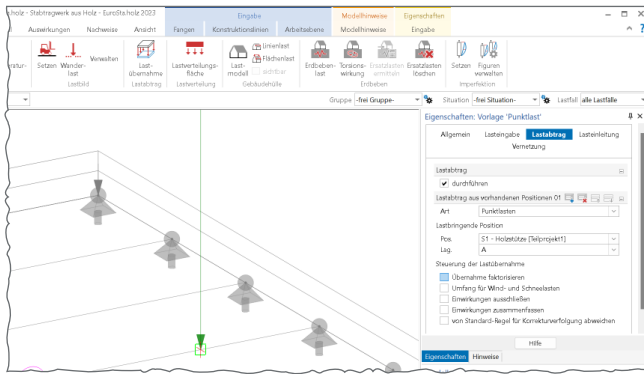 holz - Stabtragwerk aus Holz - EuroSta.holz 2023
Eingabe Modellhinweise Eigenschaften
Auswirkungen Nachweise Ansicht Fangen Konstruktionslinien Arbeitsebene Modellhinweise Eingabe
ratur- Setzen Wander-last Verwalten Last-übernahme Lastverteilungs-fläche Last-modell Linienlast Flächenlast sichtbar Erdbeben-last Torsions-wirkung Ersatzlasten ermitteln Ersatzlasten löschen Setzen Figuren verwalten
Lastbild Lastabtrag Lastverteilung Gebäudehülle Erdbeben Imperfektion
Gruppe -frei Gruppe- Situation -frei Situation- Lastfall alle Lastfälle
Eigenschaften: Vorlage 'Punktlast'
Allgemein Lasteingabe Lastabtrag Lasteinleitung
Vernetzung
Lastabtrag
durchführen
Lastabtrag aus vorhandenen Positionen 01
Art Punktlasten
Lastbringende Position
Pos. S1 - Holzstütze [Teilprojekt1]
Lag. A
Steuerung der Lastübernahme
Übernahme faktorisieren
Umfang für Wind- und Schneelasten
Einwirkungen ausschließen
Einwirkungen zusammenfassen
von Standard-Regel für Korrekturverfolgung abweichen
Hilfe
Eigenschaften Hinweise